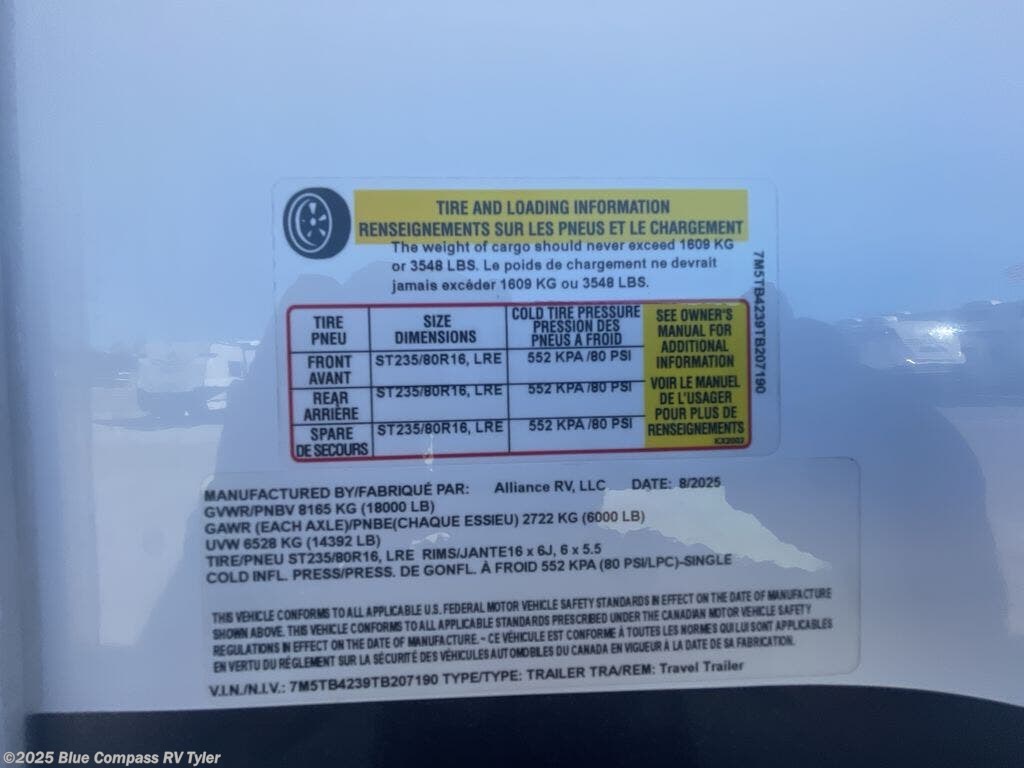 TIRE AND LOADING INFORMATION
RENSEIGNEMENTS SUR LES PNEUS ET LE CHARGEMENT
The weight of cargo should never exceed 1609 KG
or 3548 LBS. Le poids de chargement ne devrait
jamais excéder 1609 KG ou 3548 LBS.
7M5TB4239TB207190
TIRE
PNEU
SIZE
DIMENSIONS
COLD TIRE PRESSURE
PRESSION DES
PNEUS A FROID
FRONT
AVANT
ST235/80R16, LRE
552 KPA /80 PSI
REAR
ARRIÈRE
ST235/80R16, LRE
552 KPA /80 PSI
SPARE
DE SECOURS
ST235/80R16, LRE
552 KPA /80 PSI
SEE OWNER'S
MANUAL FOR
ADDITIONAL
INFORMATION
VOIR LE MANUEL
DE L'USAGER
POUR PLUS DE
RENSEIGNEMENTS
KX2002
MANUFACTURED BY/FABRIQUÉ PAR: Alliance RV, LLC DATE: 8/2025
GVWR/PNBV 8165 KG (18000 LB)
GAWR (EACH AXLE)/PNBE(CHAQUE ESSIEU) 2722 KG (6000 LB)
UVW 6528 KG (14392 LB)
TIRE/PNEU ST235/80R16, LRE RIMS/JANTE16 x 6J, 6 x 5.5
COLD INFL. PRESS/PRESS. DE GONFL. À FROID 552 KPA (80 PSI/LPC)-SINGLE
THIS VEHICLE CONFORMS TO ALL APPLICABLE U.S. FEDERAL MOTOR VEHICLE SAFETY STANDARDS IN EFFECT ON THE DATE OF MANUFACTURE
SHOWN ABOVE. THIS VEHICLE CONFORMS TO ALL APPLICABLE STANDARDS PRESCRIBED UNDER THE CANADIAN MOTOR VEHICLE SAFETY
REGULATIONS IN EFFECT ON THE DATE OF MANUFACTURE. - CE VÉHICULE EST CONFORME À TOUTES LES NORMES QUI LUI SONT APPLICABLES
EN VERTU DU RÉGLEMENT SUR LA SÉCURITÉ DES VÉHICULES AUTOMOBILES DU CANADA EN VIGUEUR À LA DATE DE SA FABRICATION.
V.I.N./N.I.V.: 7M5TB4239TB207190 TYPE/TYPE: TRAILER TRA/REM: Travel Trailer
©2025 Blue Compass RV Tyler